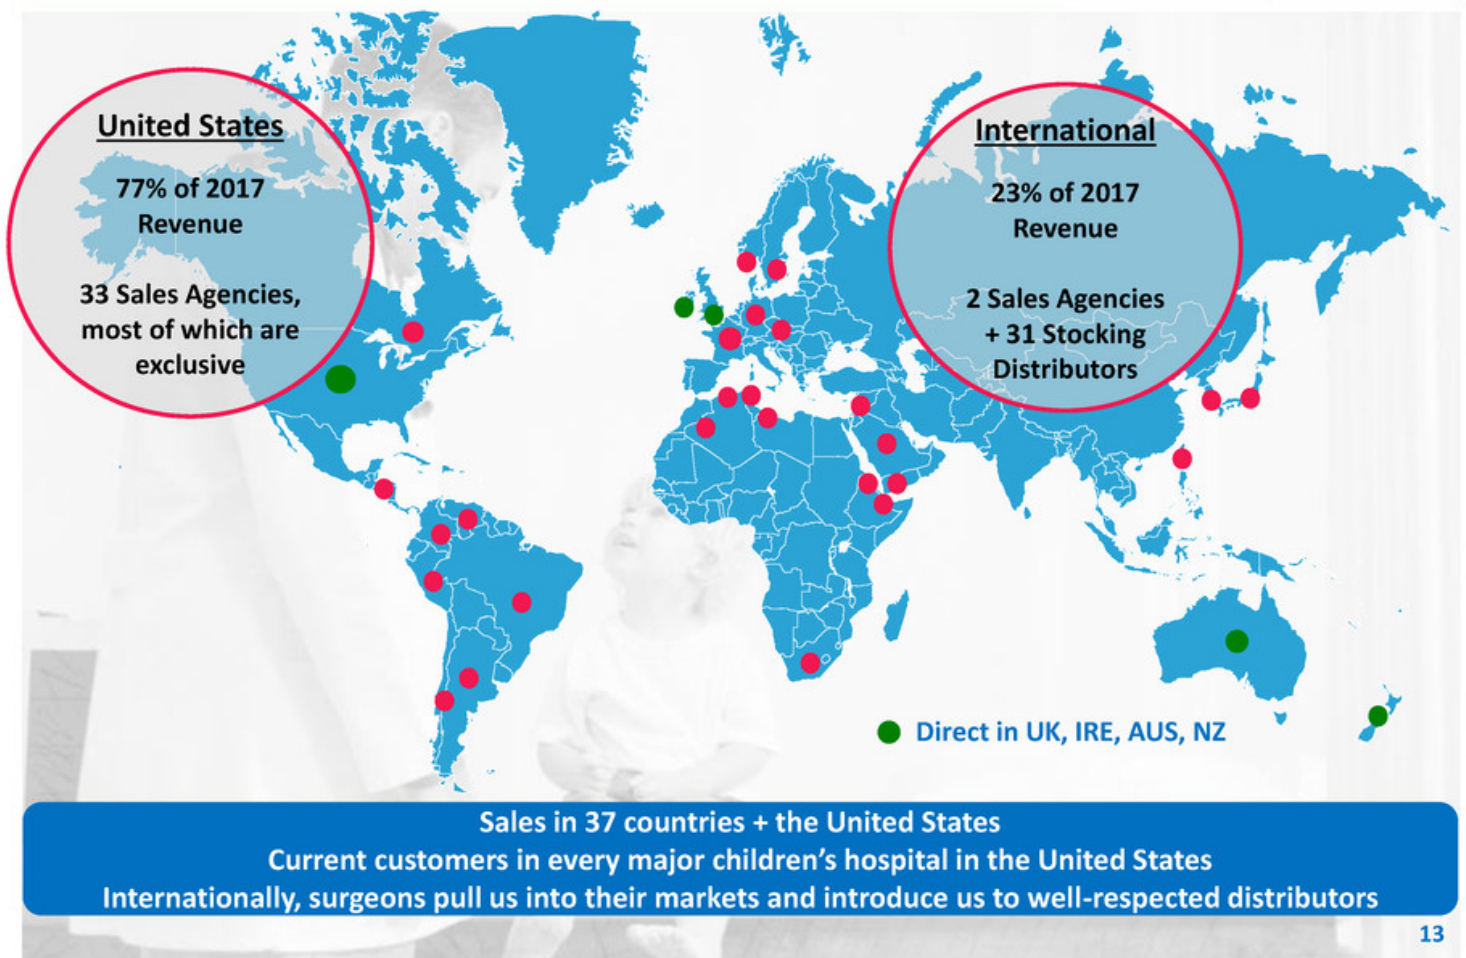 United States
77% of 2017
Revenue
33 Sales Agencies,
most of which are
exclusive
International
23% of 2017
Revenue
2 Sales Agencies
+ 31 Stocking
Distributors
Direct in UK, IRE, AUS, NZ
Sales in 37 countries + the United States
Current customers in every major children’s hospital in the United States
Internationally, surgeons pull us into their markets and introduce us to well-respected distributors
13